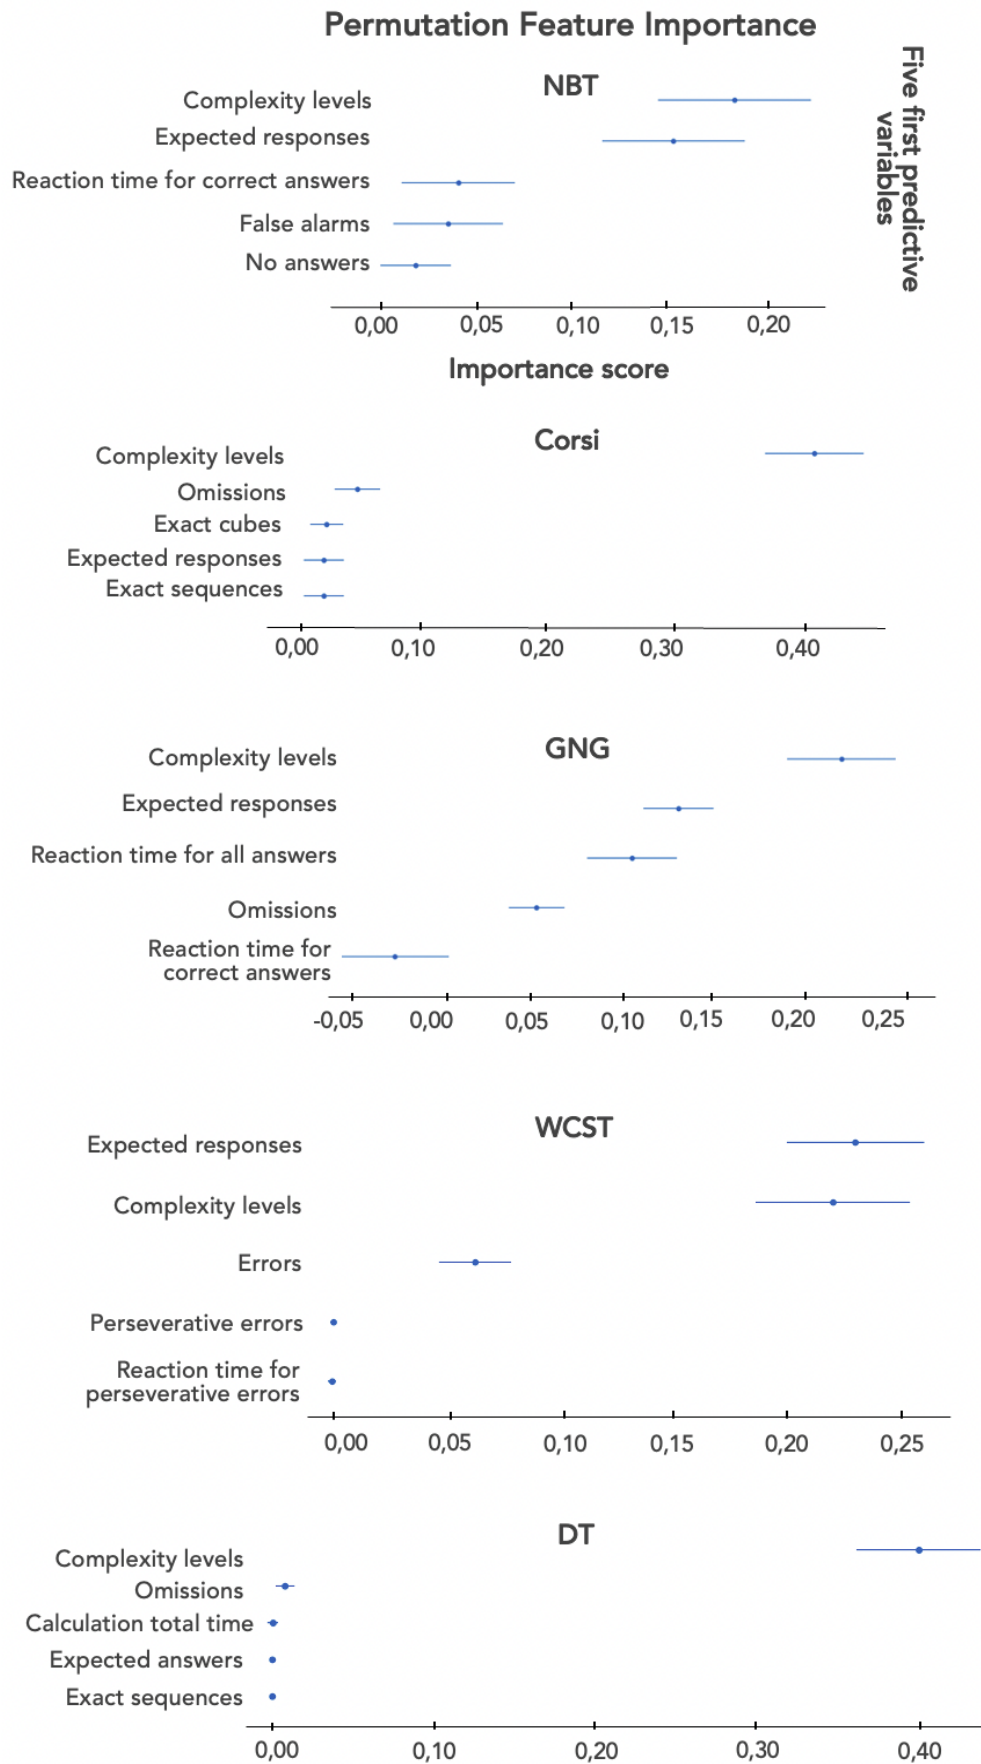 Permutation Feature Importance
Five first predictive
variables
NBT
Complexity levels
Expected responses
Reaction time for correct answers
False alarms
No answers
0,00 0,05 0,10 0,15 0,20
Importance score
Corsi
Complexity levels
Omissions
Exact cubes
Expected responses
Exact sequences
0,00 0,10 0,20 0,30 0,40
GNG
Complexity levels
Expected responses
Reaction time for all answers
Omissions
Reaction time for
correct answers
-0,05 0,00 0,05 0,10 0,15 0,20 0,25
WCST
Expected responses
Complexity levels
Errors
Perseverative errors
Reaction time for
perseverative errors
0,00 0,05 0,10 0,15 0,20 0,25
DT
Complexity levels
Omissions
Calculation total time
Expected answers
Exact sequences
0,00 0,10 0,20 0,30 0,40